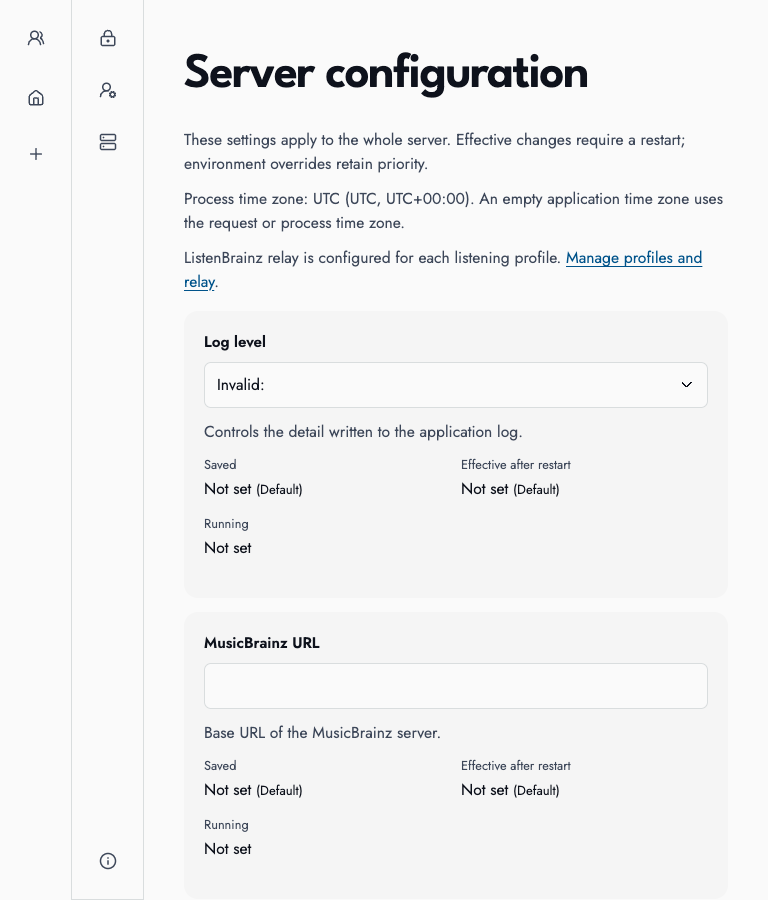 Server configuration
These settings apply to the whole server. Effective changes require a restart;
environment overrides retain priority.
Process time zone: UTC (UTC, UTC+00:00). An empty application time zone uses
the request or process time zone.
ListenBrainz relay is configured for each listening profile. Manage profiles and
relay.
Log level
Invalid:
Controls the detail written to the application log.
Saved
Effective after restart
Not set (Default)
Not set (Default)
Running
Not set
MusicBrainz URL
Base URL of the MusicBrainz server.
Saved
Effective after restart
Not set (Default)
Not set (Default)
Running
Not set